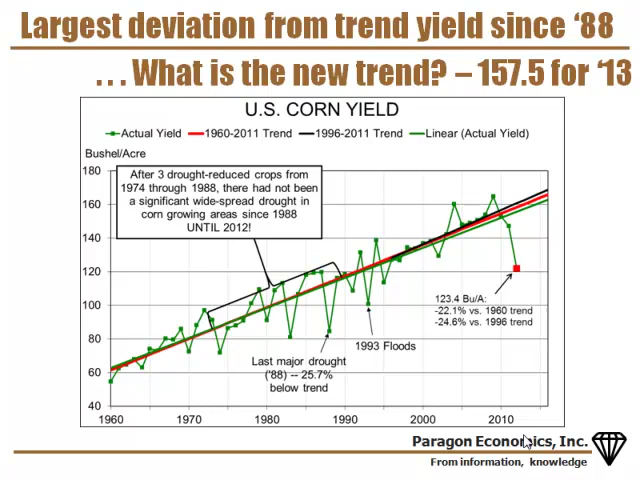 Largest deviation from trend yield since ‘88
. . . What is the new trend? – 157.5 for ‘13
U.S. CORN YIELD
Actual Yield 1960-2011 Trend 1996-2011 Trend Linear (Actual Yield)
Bushel/Acre
180
160
140
120
100
80
60
40
After 3 drought-reduced crops from
1974 through 1988, there had not been
a significant wide-spread drought in
corn growing areas since 1988
UNTIL 2012!
123.4 Bu/A:
-22.1% vs. 1960 trend
-24.6% vs. 1996 trend
1993 Floods
Last major drought
('88) -- 25.7%
below trend
1960 1970 1980 1990 2000 2010
Paragon Economics, Inc.
From information, knowledge